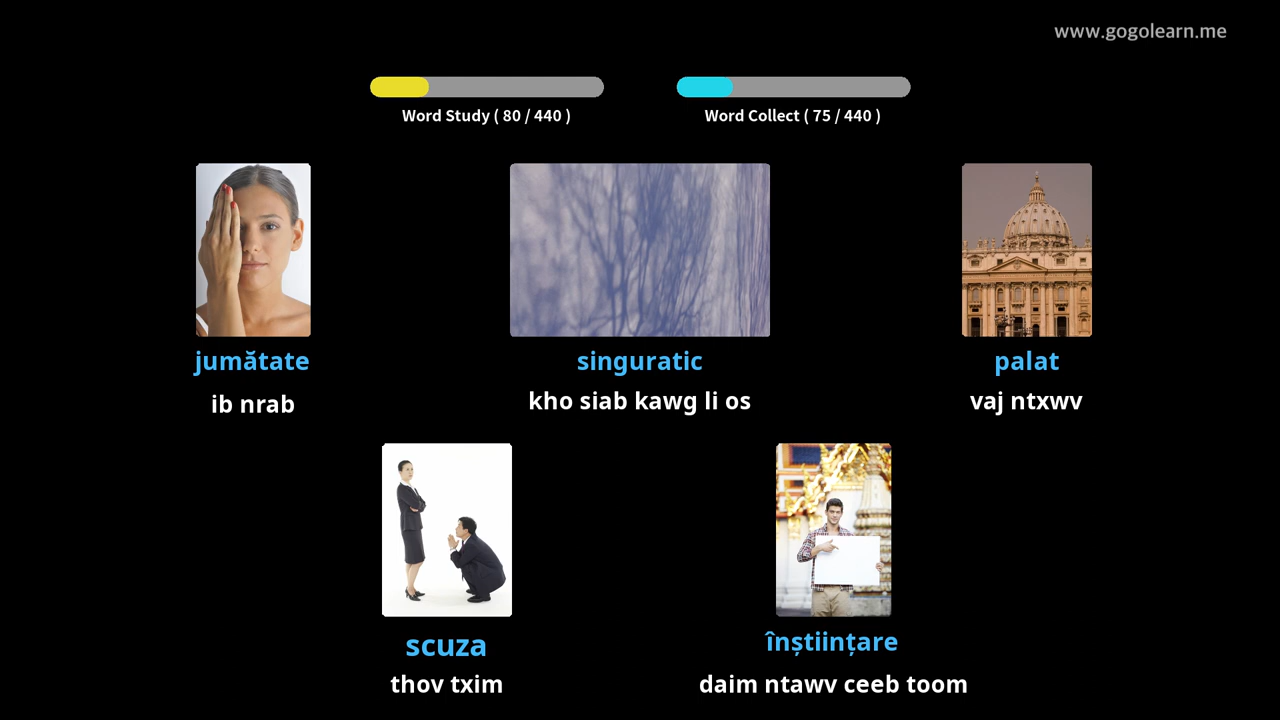 www.gogolearn.me
Word Study ( 80 / 440 )
Word Collect ( 75 / 440 )
jumătate
singuratic
palat
ib nrab
kho siab kawg li os
vaj ntxwv
scuza
înștiințare
thov txim
daim ntawv ceeb toom